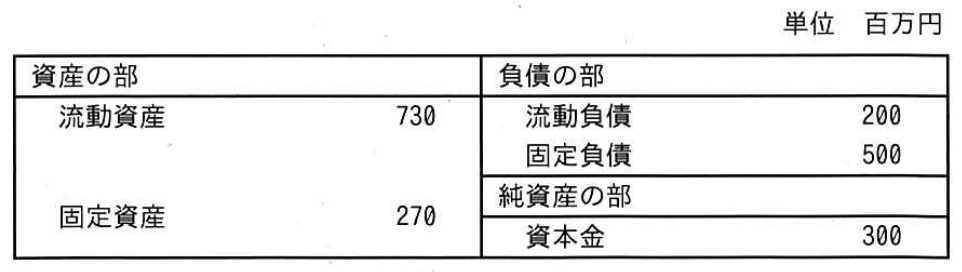 単位　百万円
資産の部
流動資産 730
固定資産 270
負債の部
流動負債 200
固定負債 500
純資産の部
資本金 300